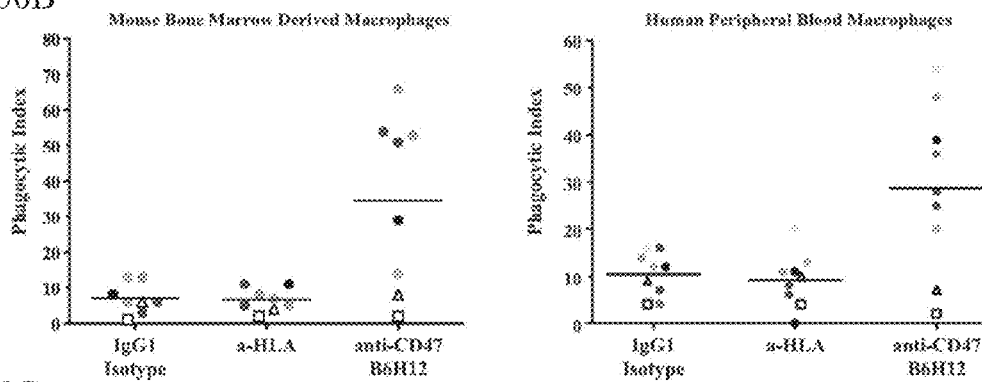 Mouse Bone Marrow Derived Macrophages
Phagocytic Index
80
70
60
50
40
30
20
10
0
IgG1
Isotype
a-HLA
anti-CD47
B6H12
Human Peripheral Blood Macrophages
Phagocytic Index
60
50
40
30
20
10
0
IgG1
Isotype
a-HLA
anti-CD47
B6H12